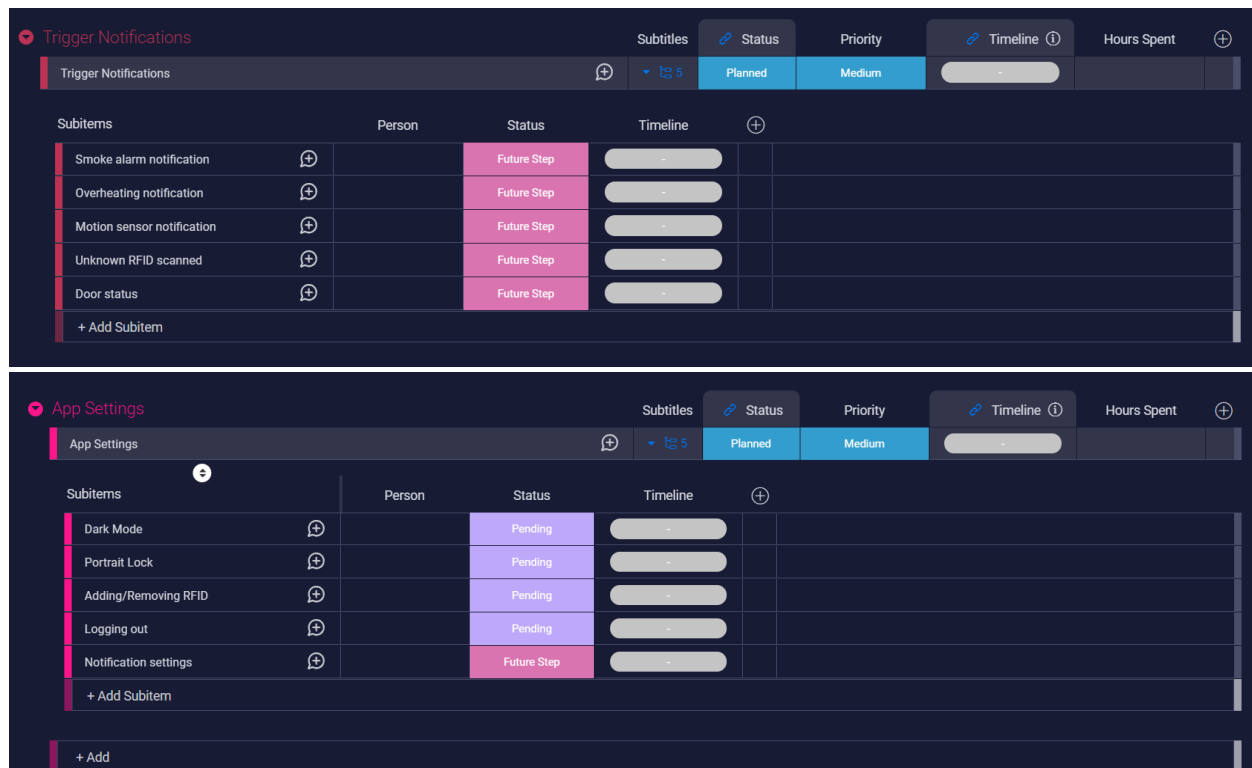 Trigger Notifications Subtitles Status Priority Timeline Hours Spent
Trigger Notifications 5 Planned Medium -
Subitems Person Status Timeline
Smoke alarm notification Future Step -
Overheating notification Future Step -
Motion sensor notification Future Step -
Unknown RFID scanned Future Step -
Door status Future Step -
+ Add Subitem
App Settings Subtitles Status Priority Timeline Hours Spent
App Settings 5 Planned Medium -
Subitems Person Status Timeline
Dark Mode Pending -
Portrait Lock Pending -
Adding/Removing RFID Pending -
Logging out Pending -
Notification settings Future Step -
+ Add Subitem
+ Add